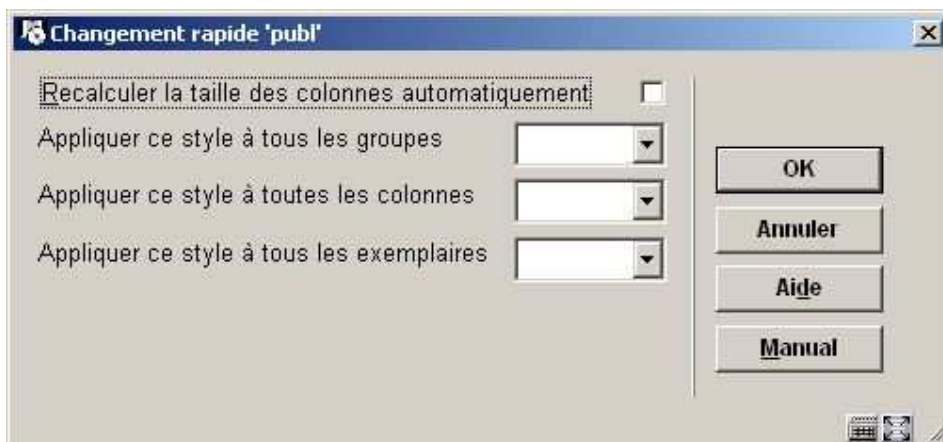 Changement rapide 'publ'
Recalculer la taille des colonnes automatiquement
Appliquer ce style à tous les groupes
Appliquer ce style à toutes les colonnes
Appliquer ce style à tous les exemplaires
OK
Annuler
Aide
Manual